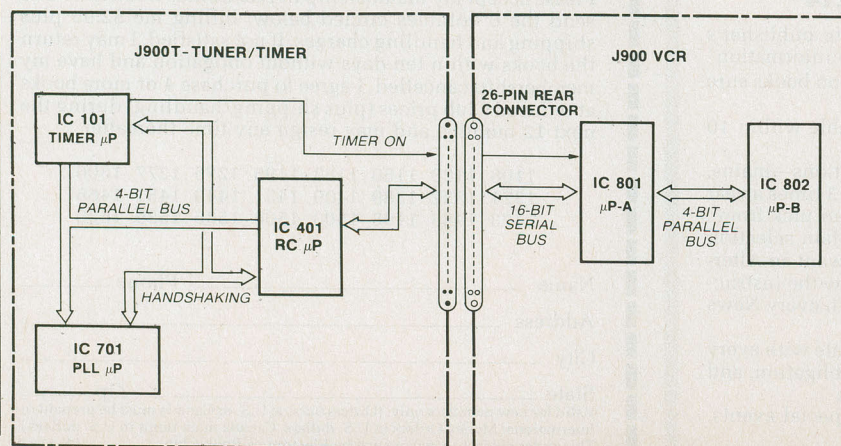 J900T-TUNER/TIMER
J900 VCR
26-PIN REAR
CONNECTOR
IC 101
TIMER μP
TIMER ON
IC 801
μP-A
IC 802
μP-B
4-BIT
PARALLEL BUS
IC 401
RC μP
16-BIT
SERIAL
BUS
4-BIT
PARALLEL
BUS
HANDSHAKING
IC 701
PLL μP